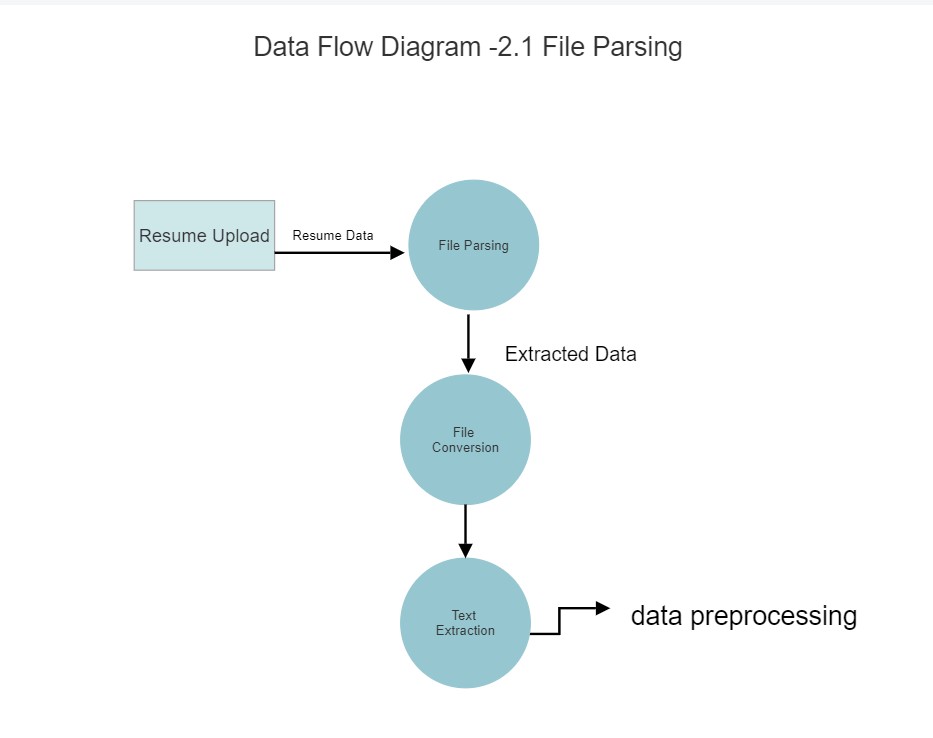 Data Flow Diagram -2.1 File Parsing
Resume Upload
Resume Data
File Parsing
Extracted Data
File
Conversion
Text
Extraction
data preprocessing